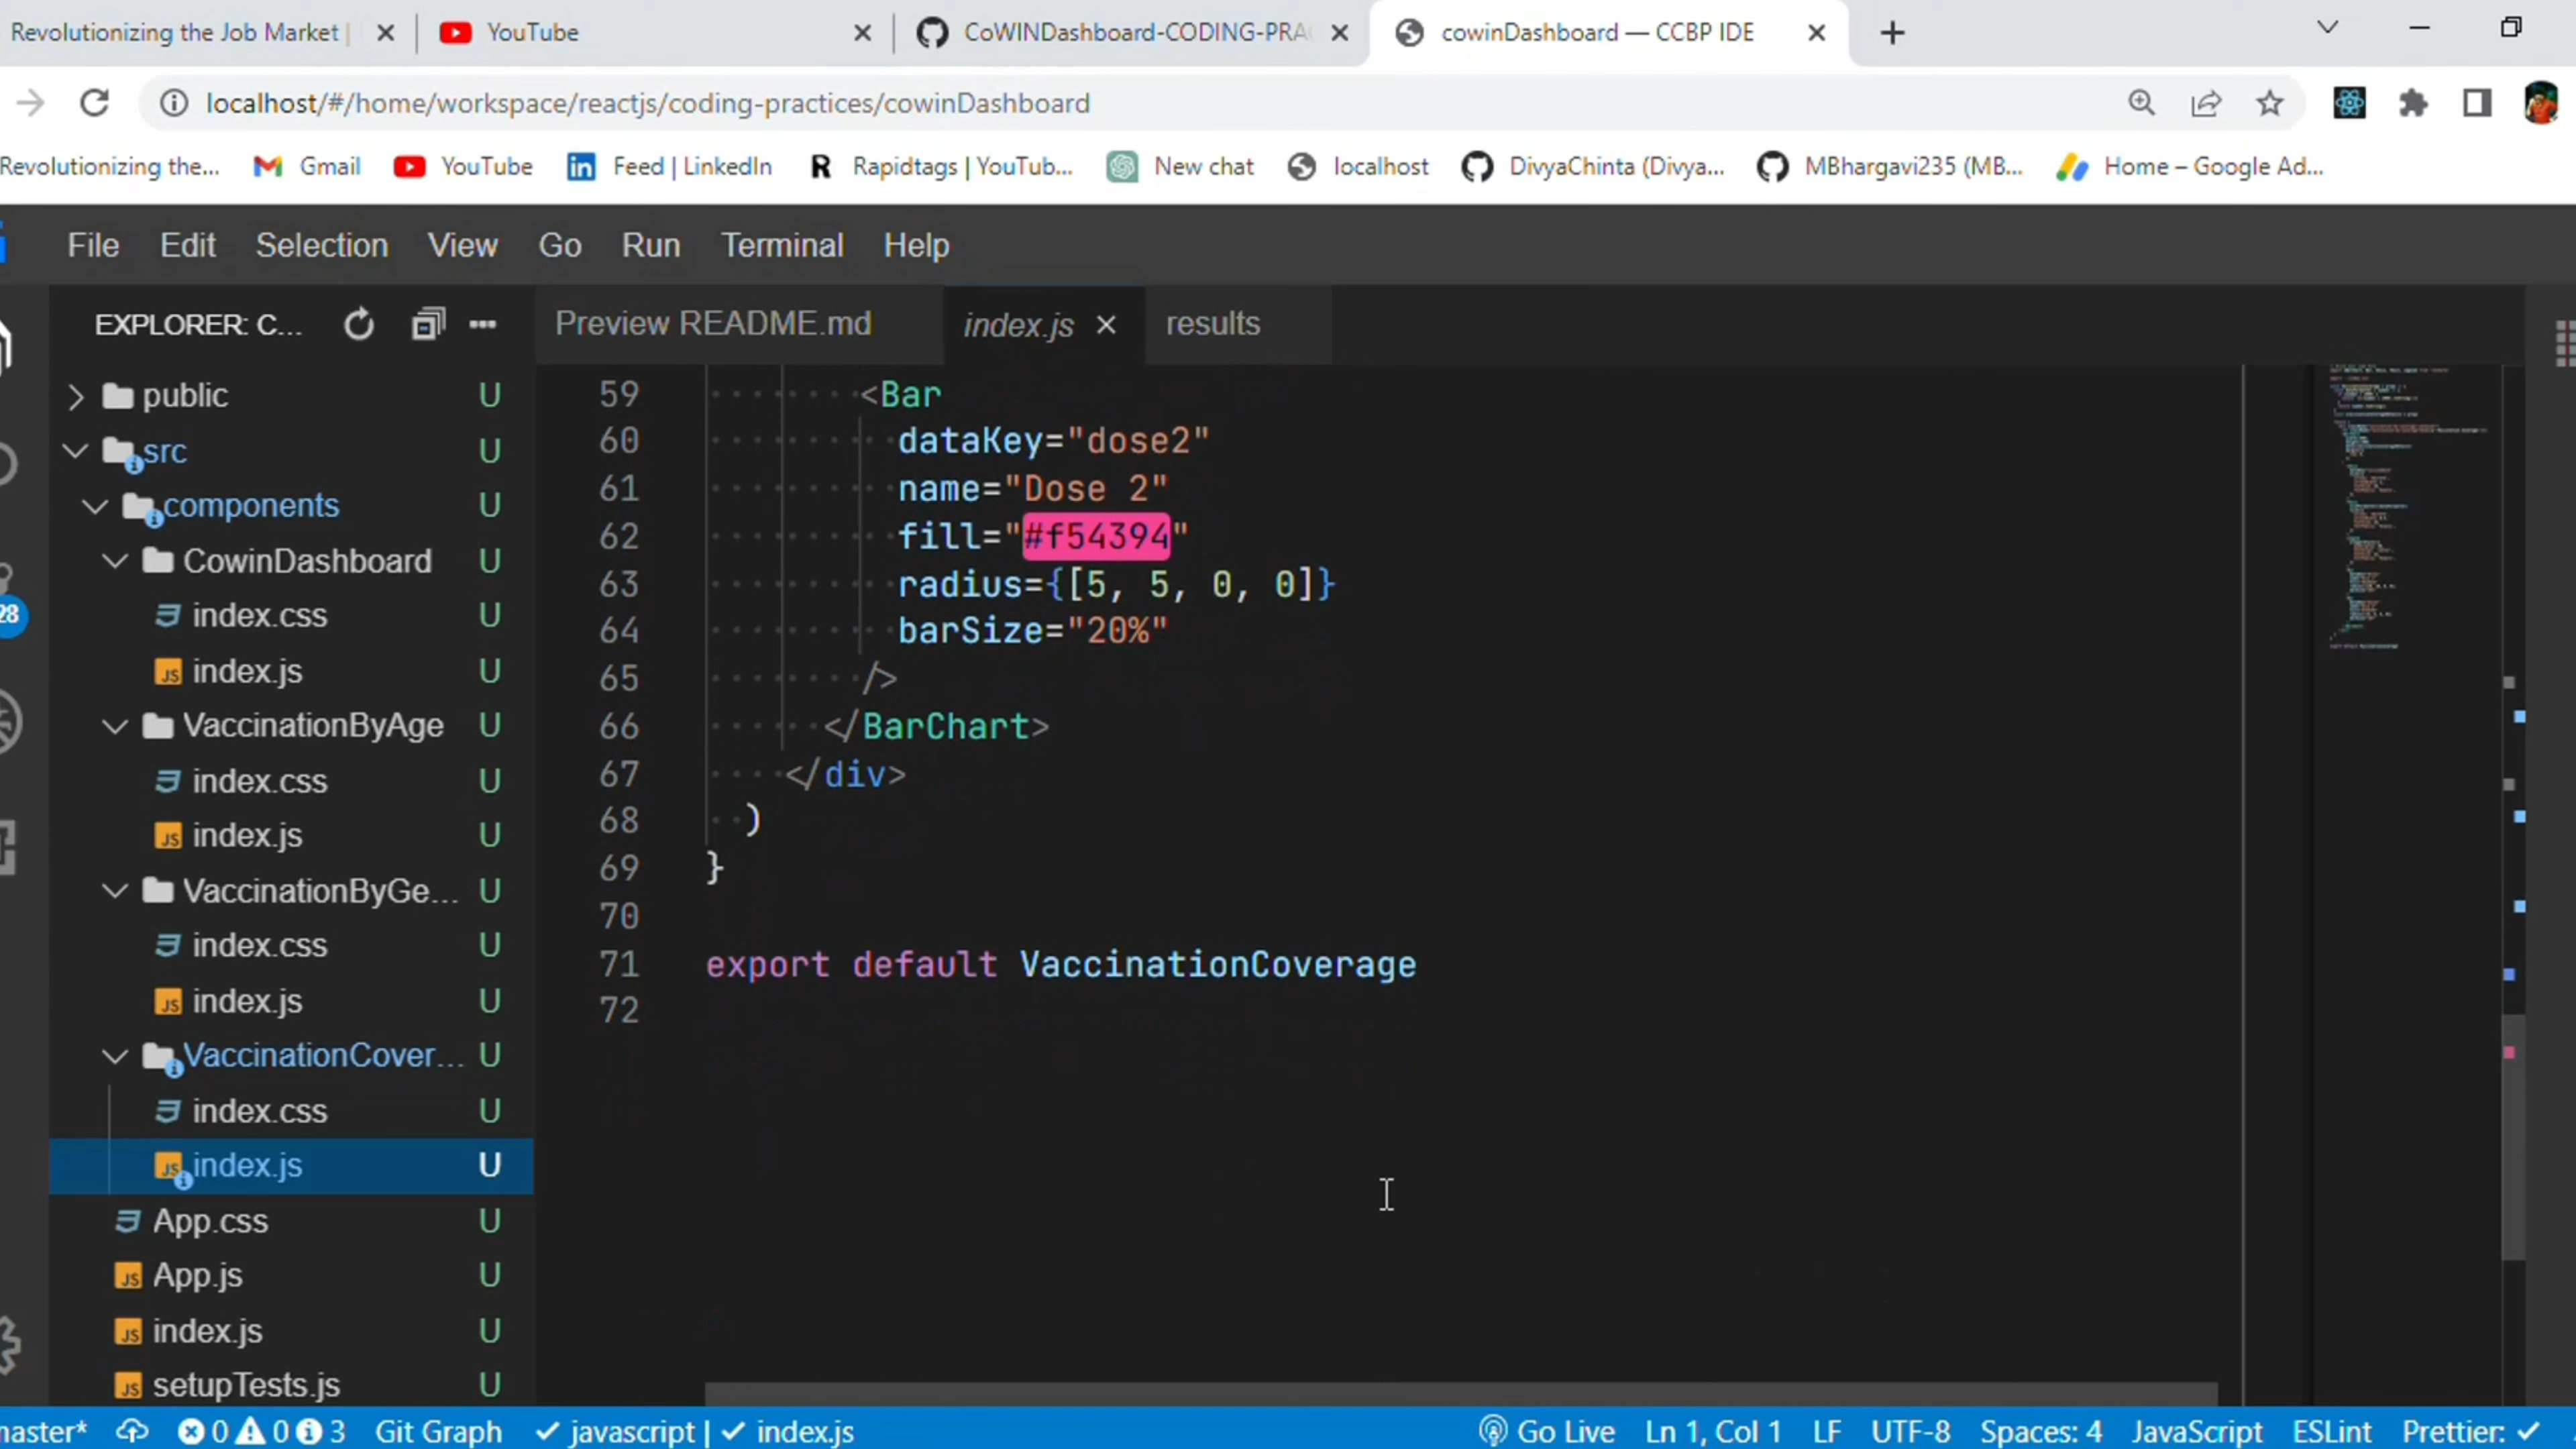 Revolutionizing the Job Market
YouTube
CoWINDashboard-CODING-PRA
cowinDashboard — CCBP IDE
localhost/#/home/workspace/reactjs/coding-practices/cowinDashboard
Revolutionizing the...
Gmail
YouTube
Feed | LinkedIn
Rapidtags | YouTub...
New chat
localhost
DivyaChinta (Divya...
MBhargavi235 (MB...
Home – Google Ad...
File Edit Selection View Go Run Terminal Help
EXPLORER: C...
Preview README.md
index.js
results
public U
src U
components U
CowinDashboard U
index.css U
index.js U
VaccinationByAge U
index.css U
index.js U
VaccinationByGe... U
index.css U
index.js U
VaccinationCover... U
index.css U
index.js U
App.css U
App.js U
index.js U
setupTests.js U
28
59 <Bar
60 dataKey="dose2"
61 name="Dose 2"
62 fill="#f54394"
63 radius={[5, 5, 0, 0]}
64 barSize="20%"
65 />
66 </BarChart>
67 </div>
68 )
69 }
70
71 export default VaccinationCoverage
72
master* 0 0 3 Git Graph javascript | index.js Go Live Ln 1, Col 1 LF UTF-8 Spaces: 4 JavaScript ESLint Prettier: